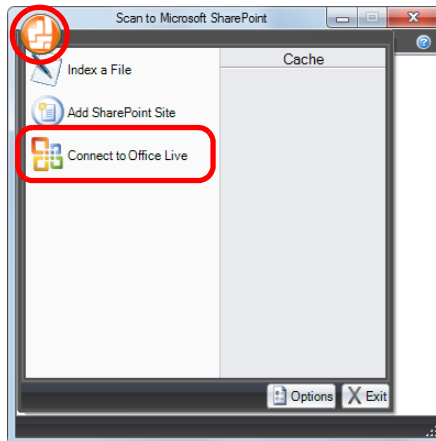 Scan to Microsoft SharePoint
Cache
Index a File
Add SharePoint Site
Connect to Office Live
Options
Exit